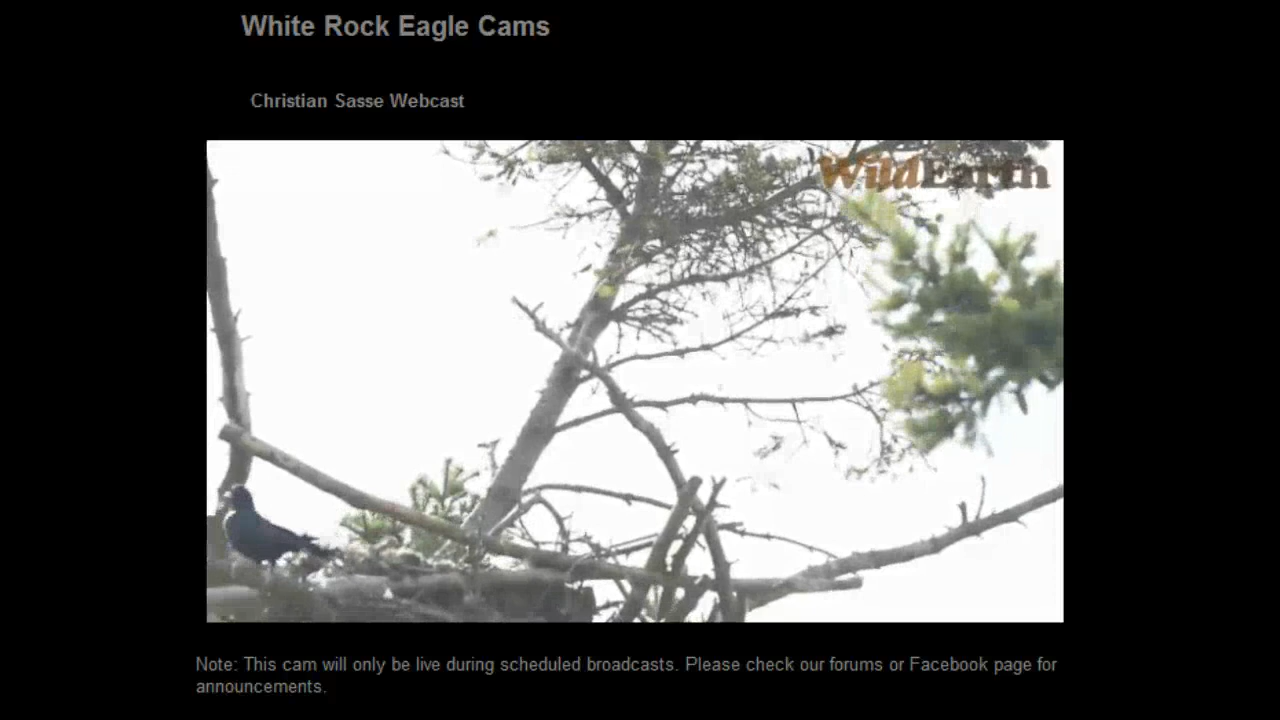 White Rock Eagle Cams
Christian Sasse Webcast
WildEarth
Note: This cam will only be live during scheduled broadcasts. Please check our forums or Facebook page for
announcements.